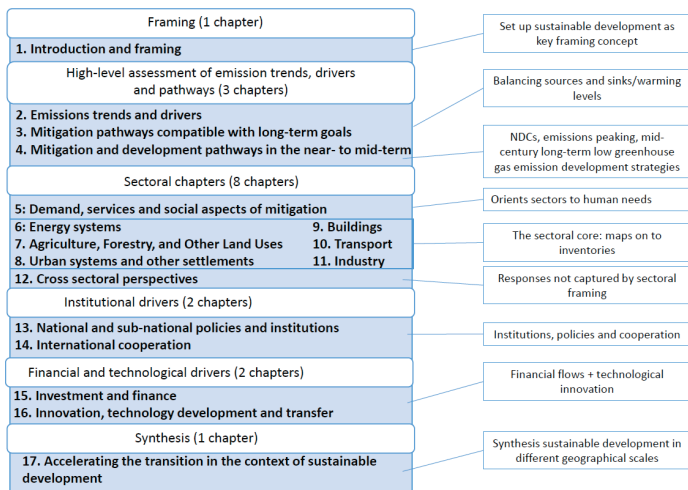 Framing (1 chapter)
1. Introduction and framing
Set up sustainable development as
key framing concept
High-level assessment of emission trends, drivers
and pathways (3 chapters)
2. Emissions trends and drivers
3. Mitigation pathways compatible with long-term goals
4. Mitigation and development pathways in the near- to mid-term
Balancing sources and sinks/warming
levels
NDCs, emissions peaking, mid-
century long-term low greenhouse
gas emission development strategies
Sectoral chapters (8 chapters)
5: Demand, services and social aspects of mitigation
Orients sectors to human needs
6: Energy systems
7. Agriculture, Forestry, and Other Land Uses
8. Urban systems and other settlements
9. Buildings
10. Transport
11. Industry
The sectoral core: maps on to
inventories
12. Cross sectoral perspectives
Responses not captured by sectoral
framing
Institutional drivers (2 chapters)
13. National and sub-national policies and institutions
14. International cooperation
Institutions, policies and cooperation
Financial and technological drivers (2 chapters)
15. Investment and finance
16. Innovation, technology development and transfer
Financial flows + technological
innovation
Synthesis (1 chapter)
17. Accelerating the transition in the context of sustainable
development
Synthesis sustainable development in
different geographical scales